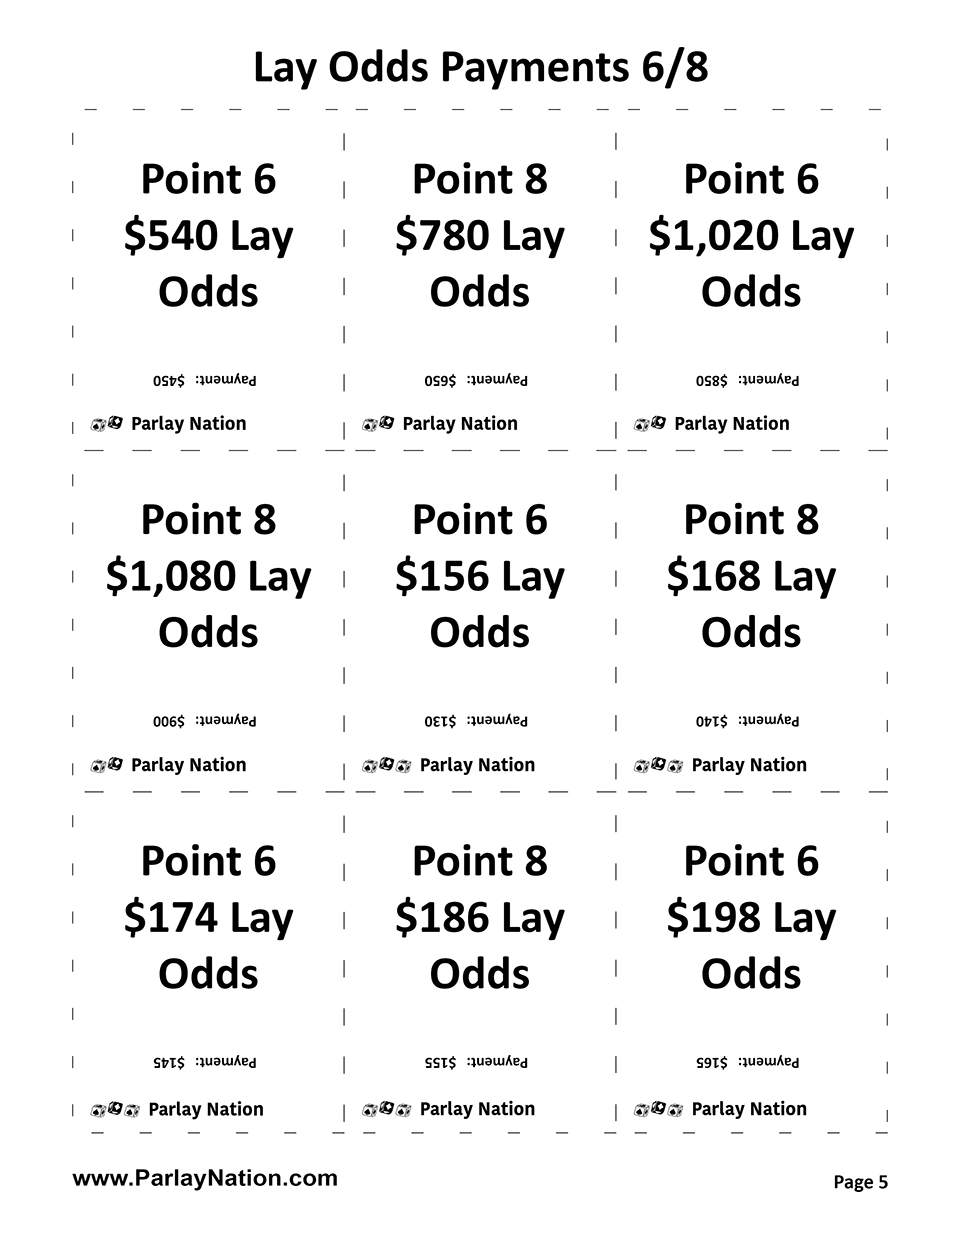 Lay Odds Payments 6/8
Point 6
$540 Lay
Odds
Payment: $450
Parlay Nation
Point 8
$780 Lay
Odds
Payment: $650
Parlay Nation
Point 6
$1,020 Lay
Odds
Payment: $850
Parlay Nation
Point 8
$1,080 Lay
Odds
Payment: $900
Parlay Nation
Point 6
$156 Lay
Odds
Payment: $130
Parlay Nation
Point 8
$168 Lay
Odds
Payment: $140
Parlay Nation
Point 6
$174 Lay
Odds
Payment: $145
Parlay Nation
Point 8
$186 Lay
Odds
Payment: $155
Parlay Nation
Point 6
$198 Lay
Odds
Payment: $165
Parlay Nation
www.ParlayNation.com
Page 5